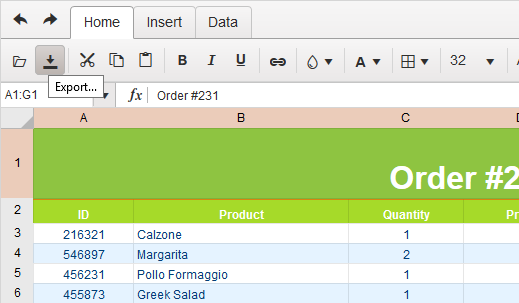 Home Insert Data
B I U A 32
Export...
A1:G1 fx Order #231
A B C
1 Order #2
2 ID Product Quantity Pr
3 216321 Calzone 1
4 546897 Margarita 2
5 456231 Pollo Formaggio 1
6 455873 Greek Salad 1